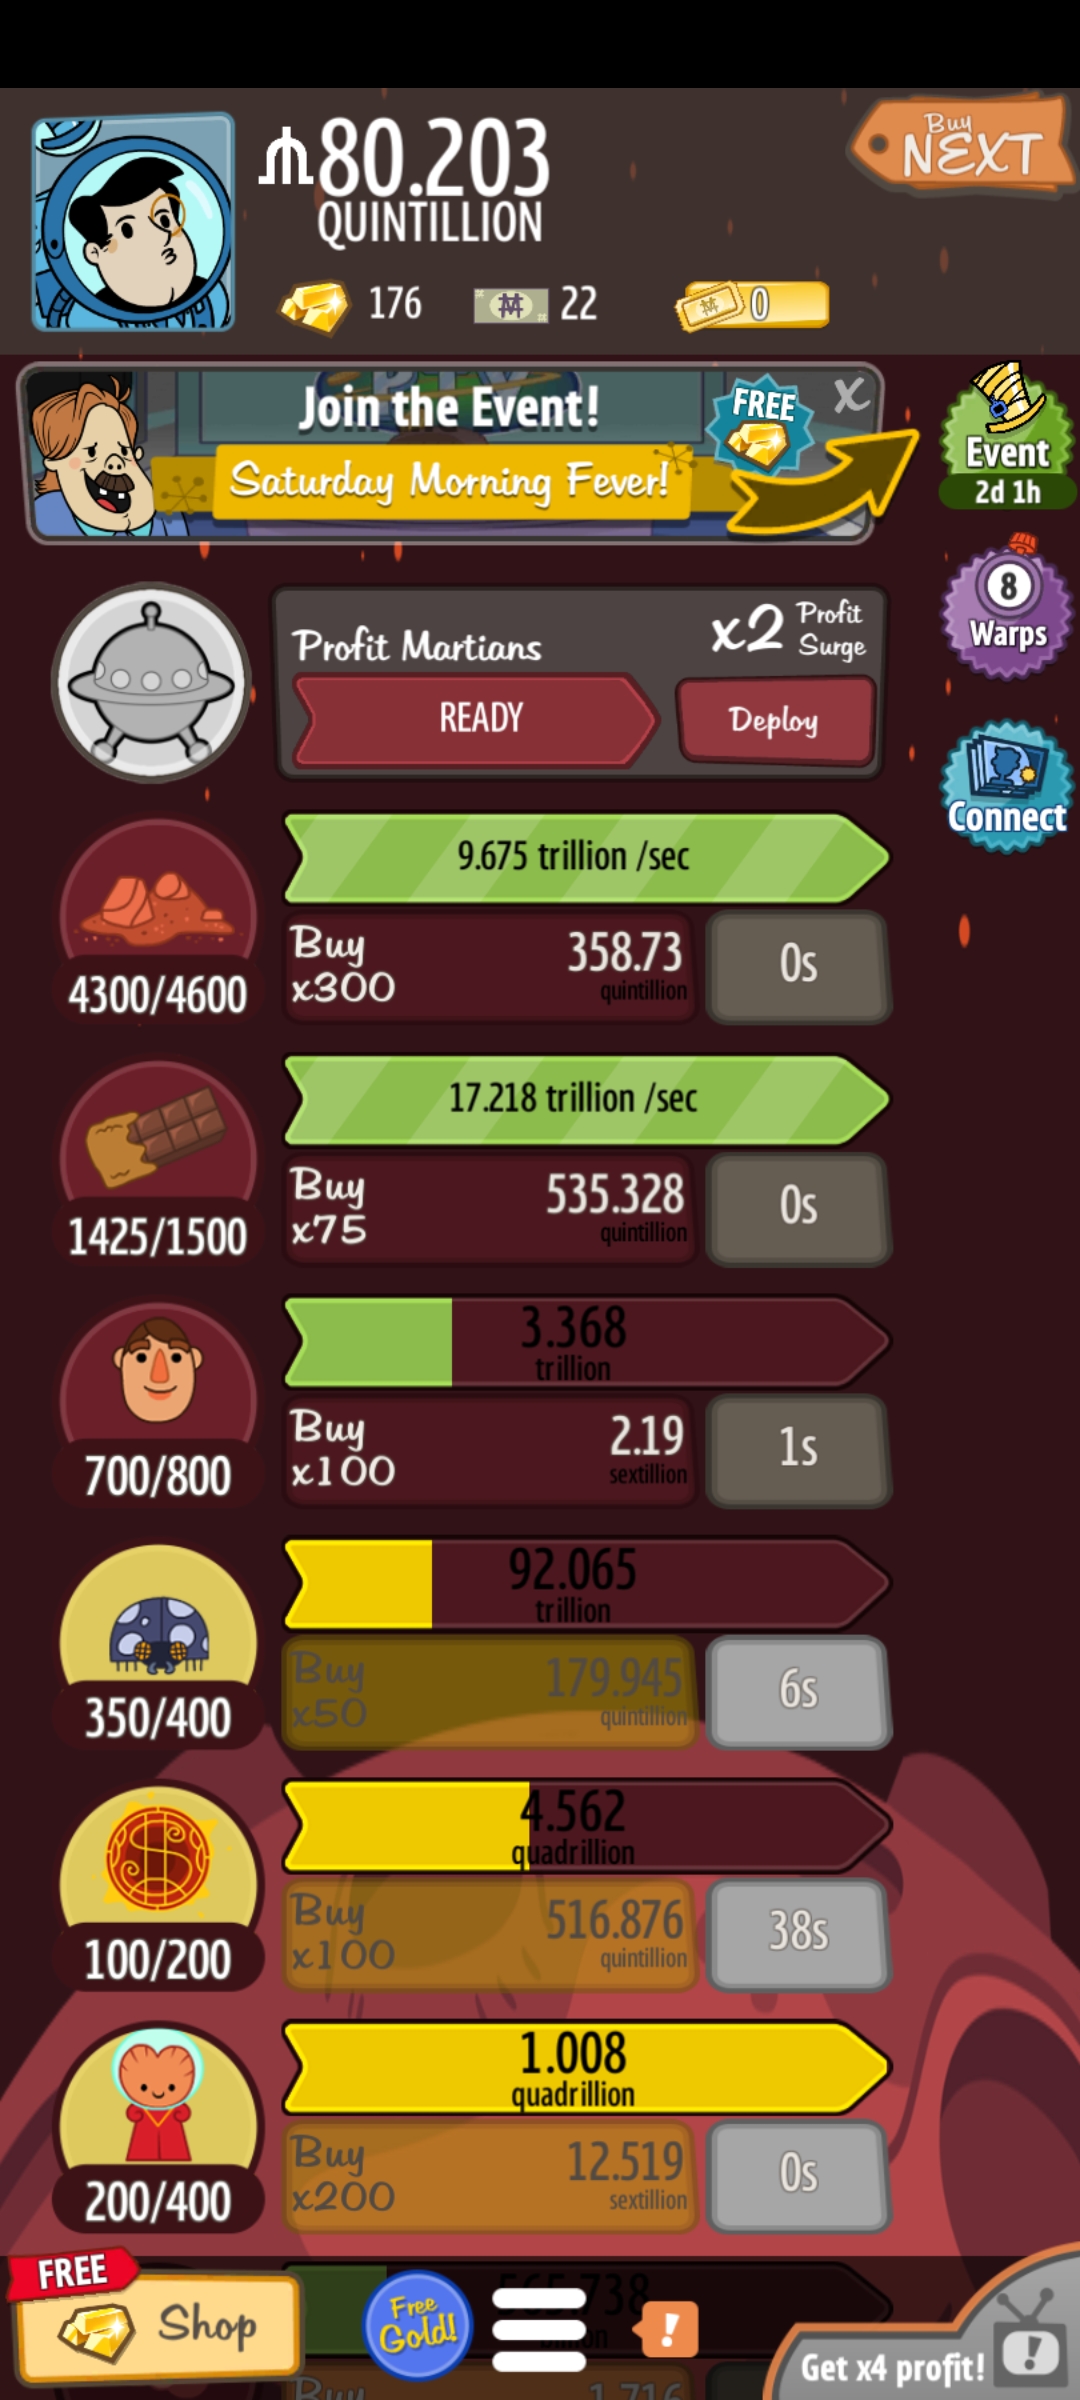 80.203
QUINTILLION
Buy
NEXT
176
22
0
Join the Event!
FREE
X
Saturday Morning Fever!
Event
2d 1h
8
Warps
Connect
Profit Martians
x2 Profit Surge
READY
Deploy
9.675 trillion /sec
Buy
x300
358.73
quintillion
0s
4300/4600
17.218 trillion /sec
Buy
x75
535.328
quintillion
0s
1425/1500
3.368
trillion
Buy
x100
2.19
sextillion
1s
700/800
92.065
trillion
Buy
x50
179.945
quintillion
6s
350/400
4.562
quadrillion
Buy
x100
516.876
quintillion
38s
100/200
1.008
quadrillion
Buy
x200
12.519
sextillion
0s
200/400
FREE
Shop
Free
Gold!
!
Get x4 profit!
!
Buy
1.716